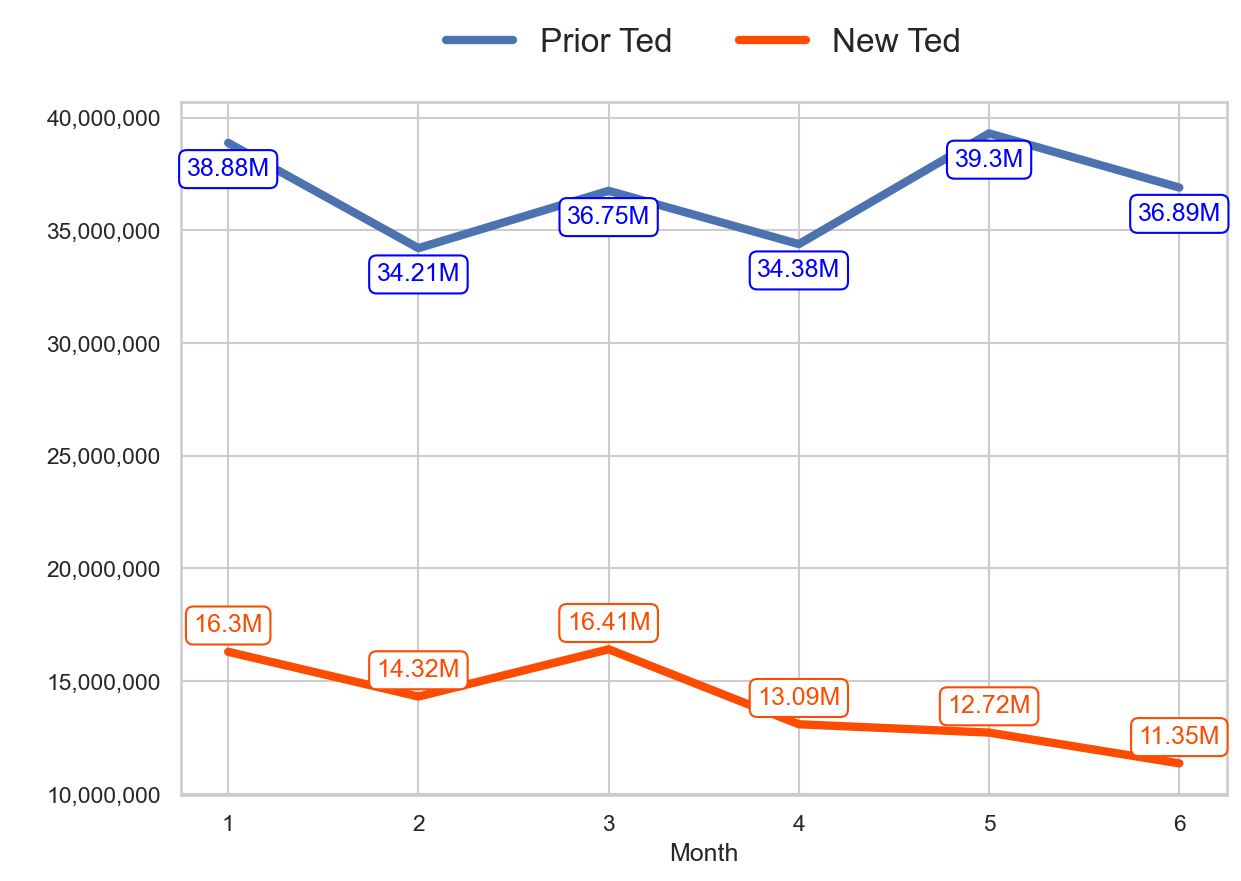 Prior Ted New Ted
40,000,000
38.88M 39.3M
36.75M 36.89M
35,000,000
34.21M 34.38M
30,000,000
25,000,000
20,000,000
16.3M 16.41M
14.32M
15,000,000
13.09M 12.72M
11.35M
10,000,000
1 2 3 4 5 6
Month